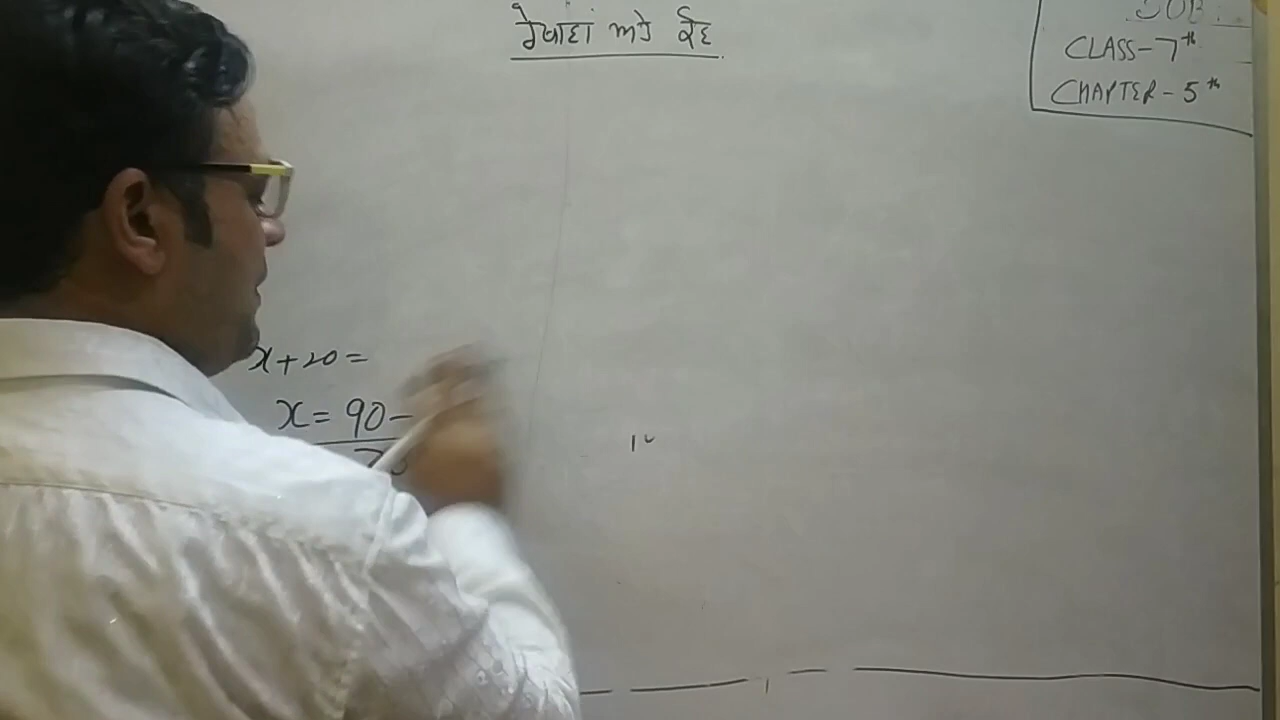 ਰੇਖਾਵਾਂ ਅਤੇ ਕੋਣ
CLASS-7th
CHAPTER-5th
x+20=
x=90-